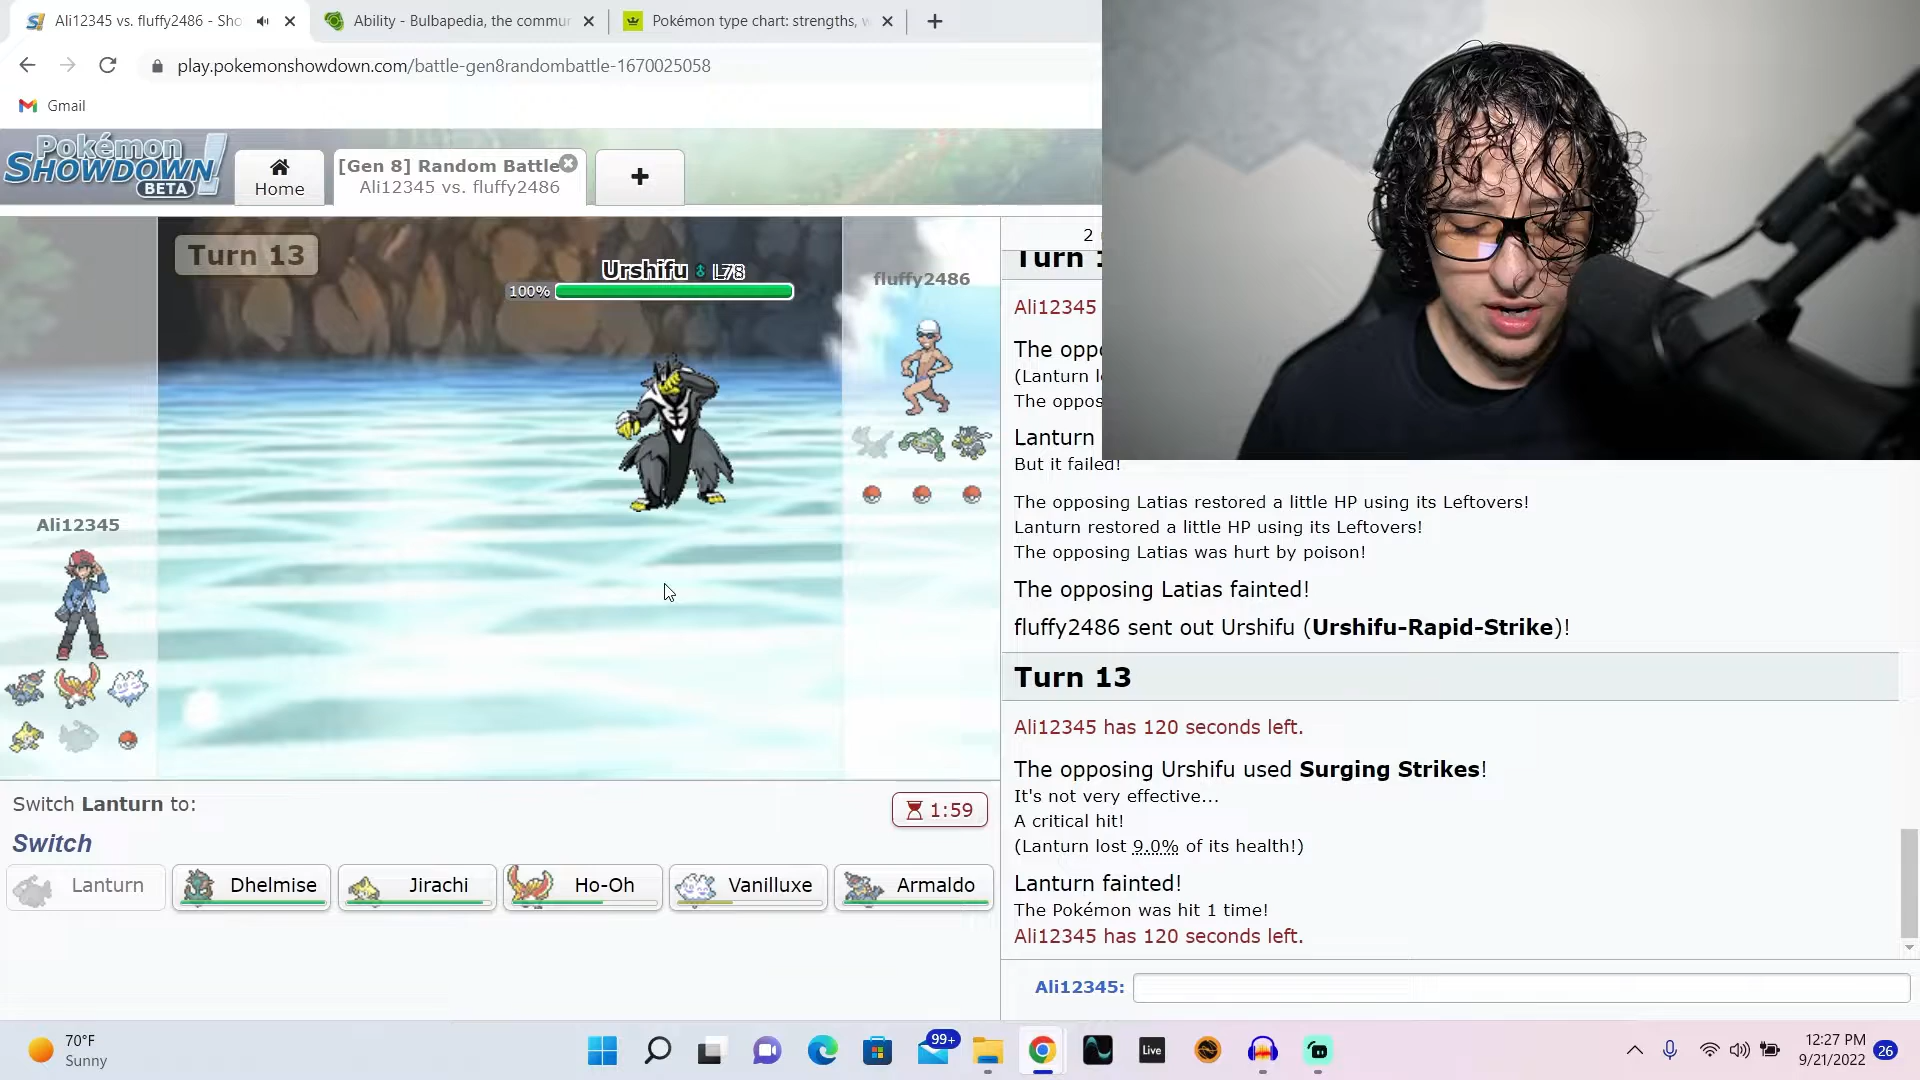 Ali12345 vs. fluffy2486 - Sho
Ability - Bulbapedia, the commu
Pokémon type chart: strengths, w
play.pokemonshowdown.com/battle-gen8randombattle-1670025058
Gmail
Pokémon
SHOWDOWN!
BETA
Home
[Gen 8] Random Battle
Ali12345 vs. fluffy2486
+
Turn 13
Urshifu L78
100%
fluffy2486
Ali12345
2
Turn 1
Ali12345
The oppo
(Lanturn l
The oppos
Lanturn
But it failed!
The opposing Latias restored a little HP using its Leftovers!
Lanturn restored a little HP using its Leftovers!
The opposing Latias was hurt by poison!
The opposing Latias fainted!
fluffy2486 sent out Urshifu (Urshifu-Rapid-Strike)!
Turn 13
Ali12345 has 120 seconds left.
The opposing Urshifu used Surging Strikes!
It's not very effective...
A critical hit!
(Lanturn lost 9.0% of its health!)
Lanturn fainted!
The Pokémon was hit 1 time!
Ali12345 has 120 seconds left.
Ali12345:
Switch Lanturn to:
1:59
Switch
Lanturn
Dhelmise
Jirachi
Ho-Oh
Vanilluxe
Armaldo
70°F
Sunny
99+
Live
12:27 PM
9/21/2022
26